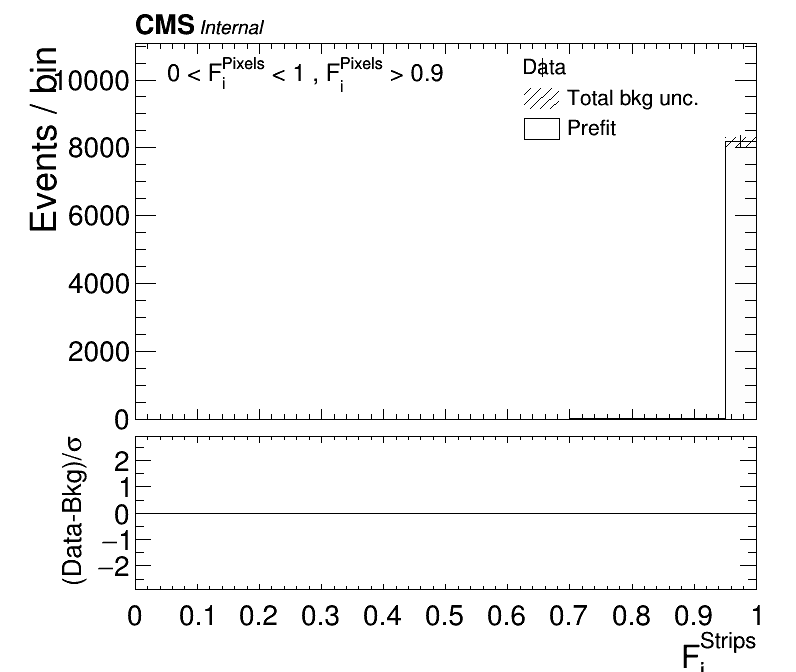 CMS Internal
Events / bin
10000
8000
6000
4000
2000
0
0 < F_i^Pixels < 1 , F_i^Pixels > 0.9
Data
Total bkg unc.
Prefit
(Data-Bkg)/σ
2
1
0
−1
−2
0 0.1 0.2 0.3 0.4 0.5 0.6 0.7 0.8 0.9 1
F_i^Strips